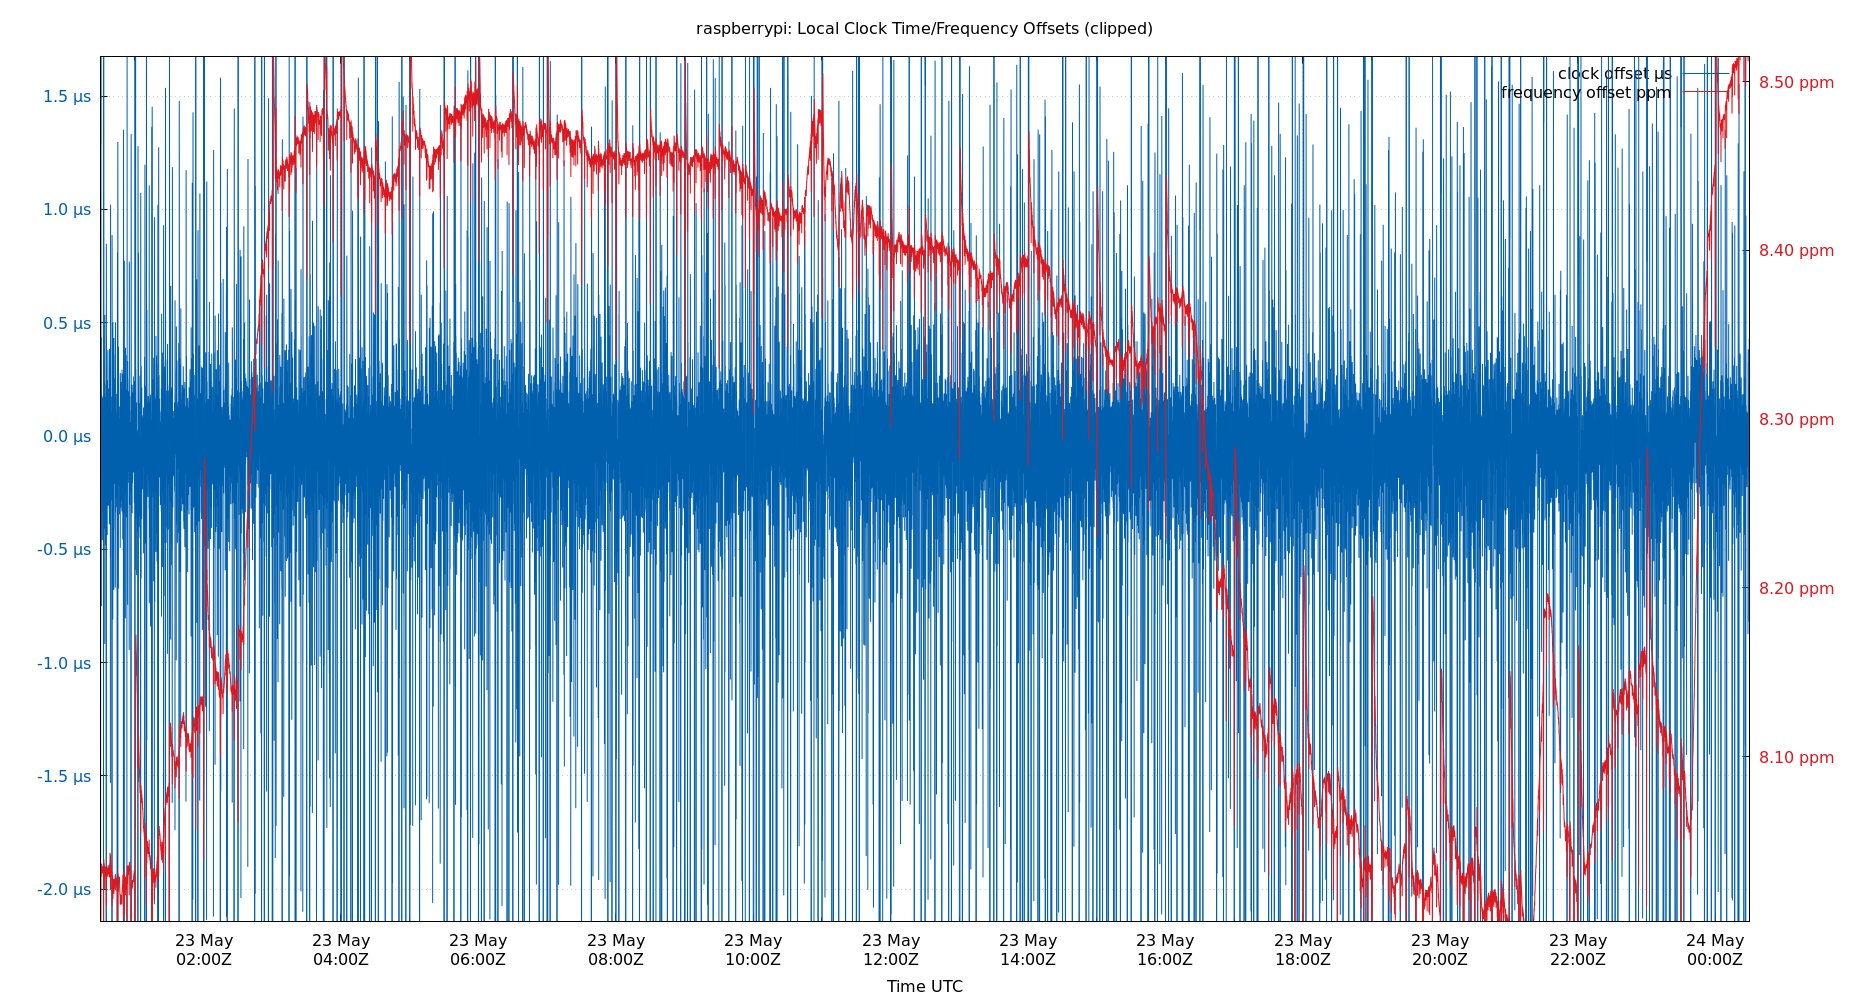 raspberrypi: Local Clock Time/Frequency Offsets (clipped)
clock offset µs
frequency offset ppm
1.5 µs
1.0 µs
0.5 µs
0.0 µs
-0.5 µs
-1.0 µs
-1.5 µs
-2.0 µs
8.50 ppm
8.40 ppm
8.30 ppm
8.20 ppm
8.10 ppm
23 May 23 May 23 May 23 May 23 May 23 May 23 May 23 May 23 May 23 May 23 May 24 May
02:00Z 04:00Z 06:00Z 08:00Z 10:00Z 12:00Z 14:00Z 16:00Z 18:00Z 20:00Z 22:00Z 00:00Z
Time UTC